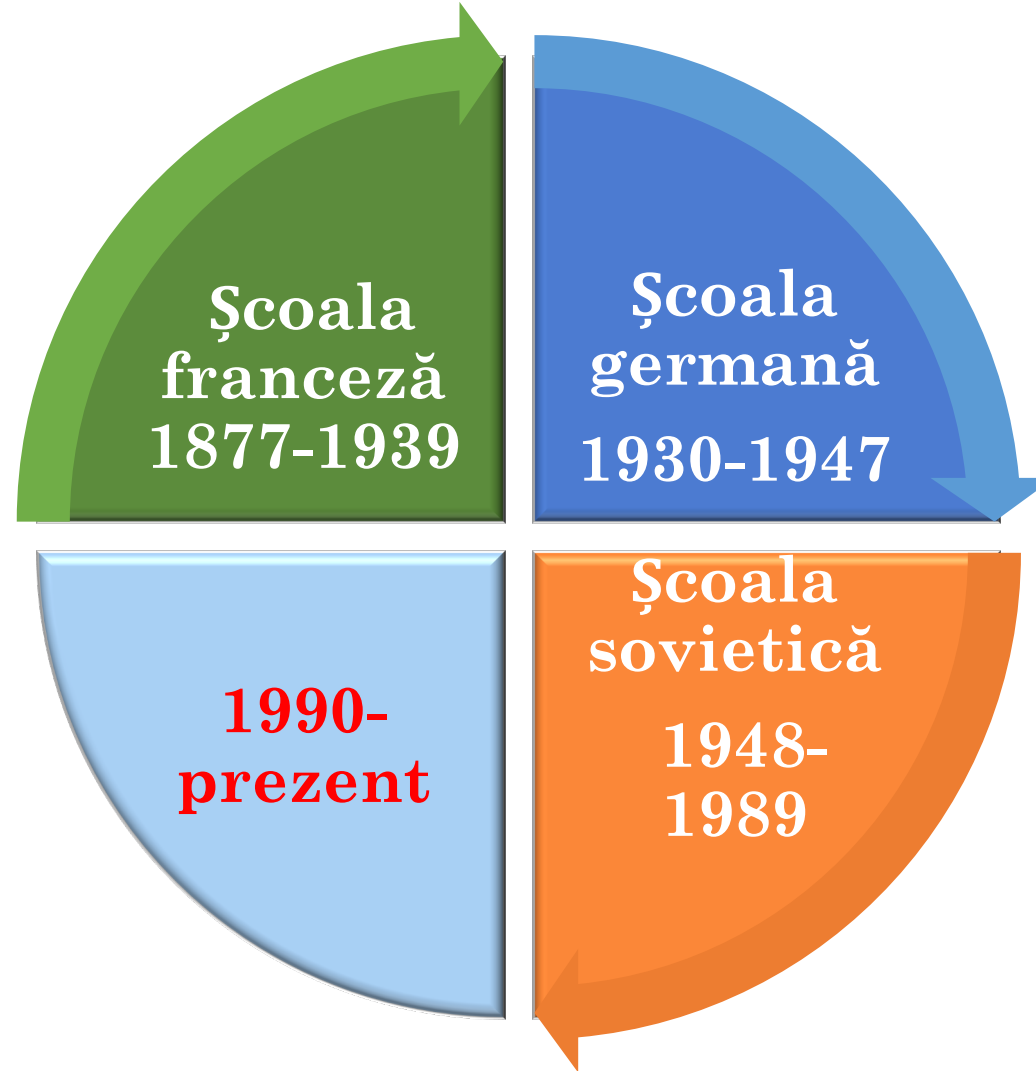 Școala
franceză
1877-1939
Școala
germană
1930-1947
Școala
sovietică
1948-
1989
1990-
prezent